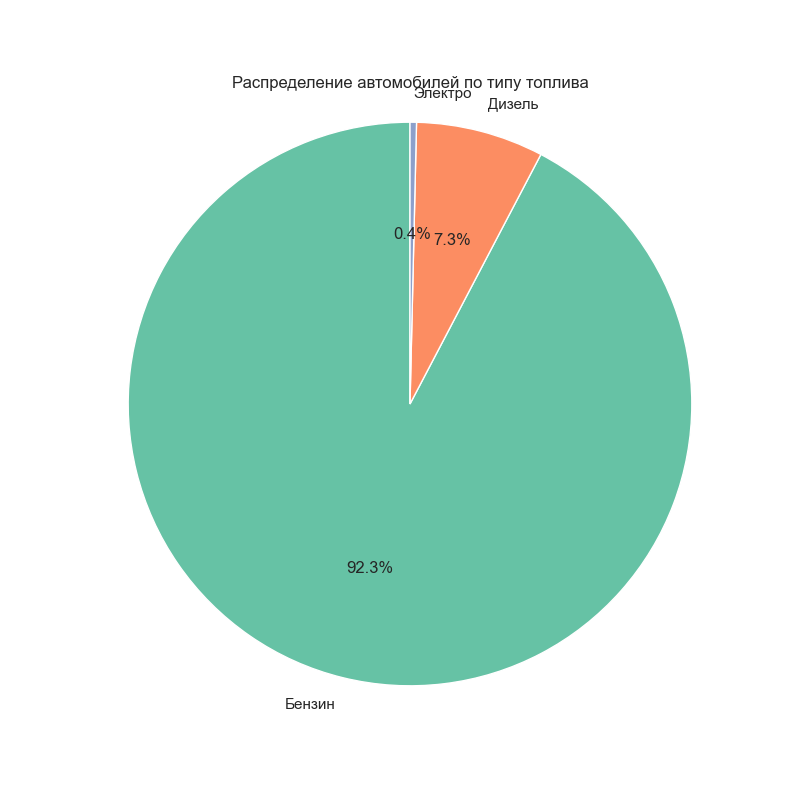 Распределение автомобилей по типу топлива
Электро
Дизель
0.4%
7.3%
92.3%
Бензин